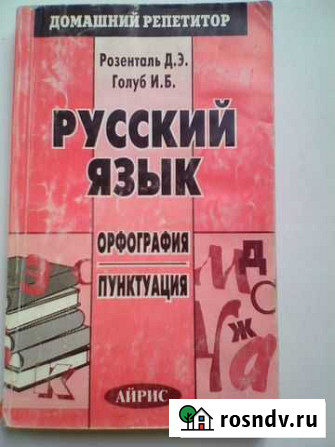 ДОМАШНИЙ РЕПЕТИТОР
Розенталь Д.Э.
Голуб И.Б.
РУССКИЙ
ЯЗЫК
ОРФОГРАФИЯ
ПУНКТУАЦИЯ
АЙРИС
rosndv.ru